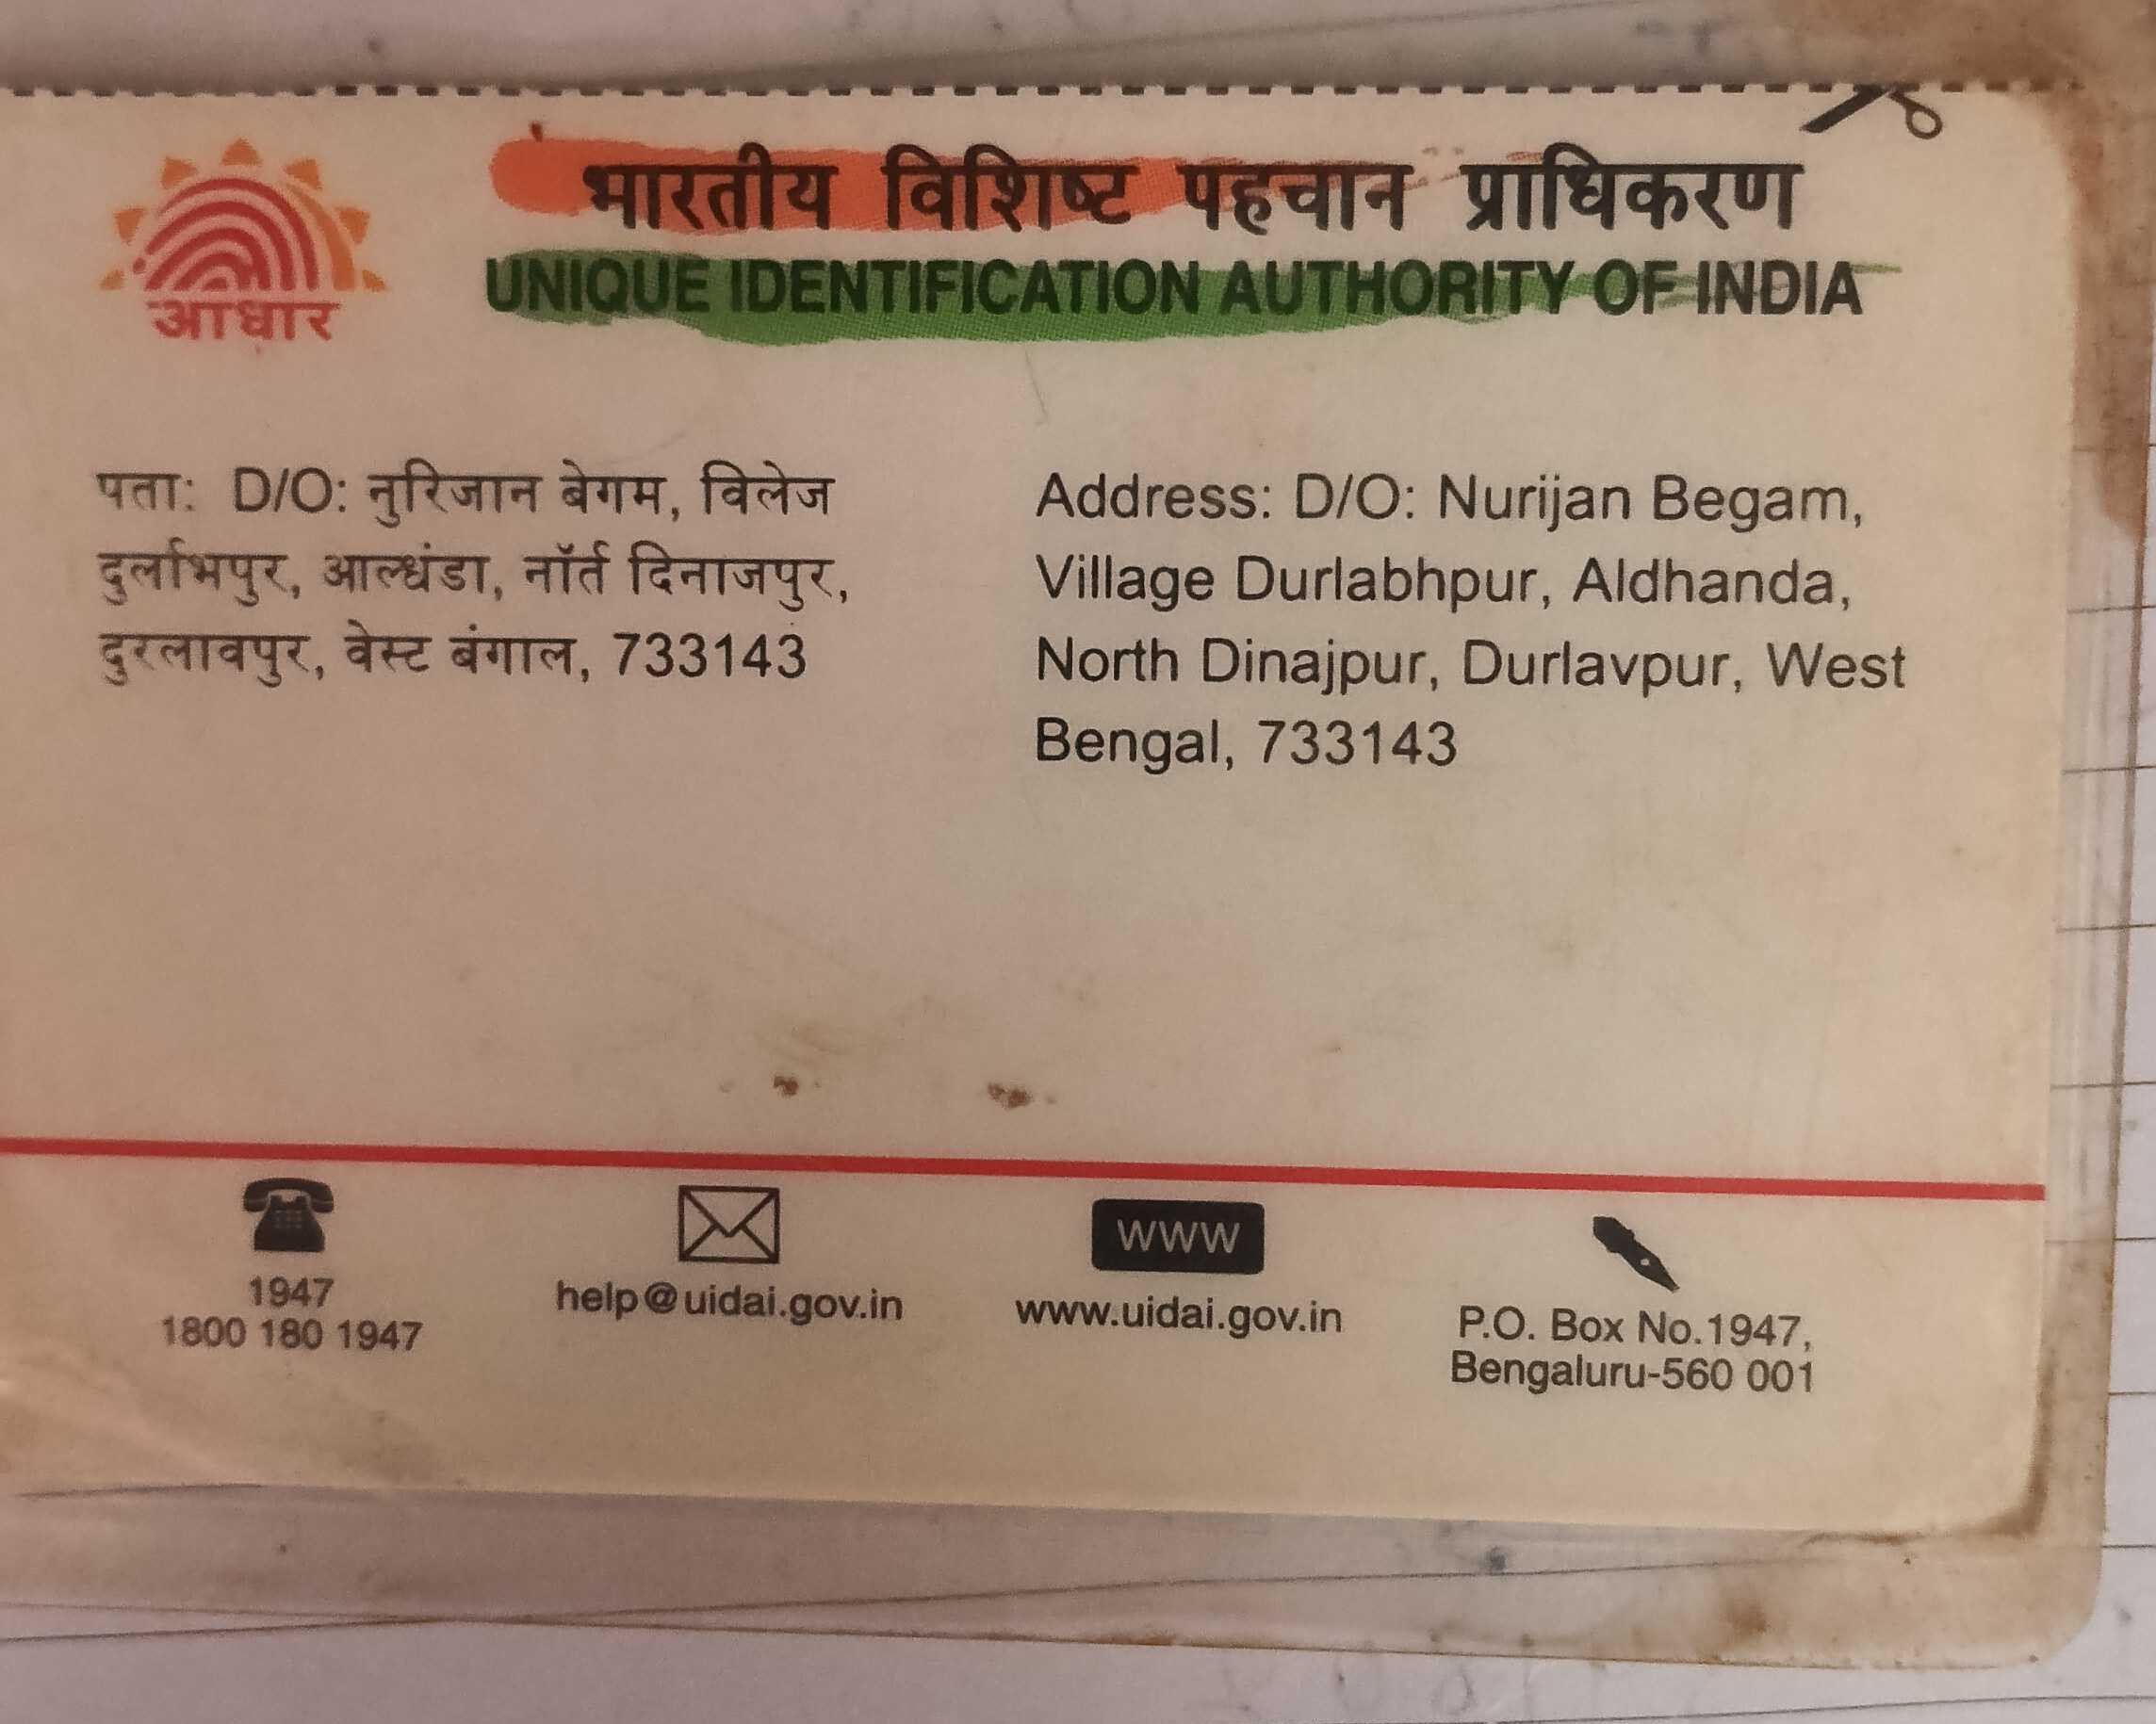 भारतीय विशिष्ट पहचान प्राधिकरण
UNIQUE IDENTIFICATION AUTHORITY OF INDIA
आधार
पता: D/O: नुरिजान बेगम, विलेज
दुर्लाभपुर, आल्धंडा, नॉर्त दिनाजपुर,
दुरलावपुर, वेस्ट बंगाल, 733143
Address: D/O: Nurijan Begam,
Village Durlabhpur, Aldhanda,
North Dinajpur, Durlavpur, West
Bengal, 733143
1947
1800 180 1947
help@uidai.gov.in
www
www.uidai.gov.in
P.O. Box No.1947,
Bengaluru-560 001